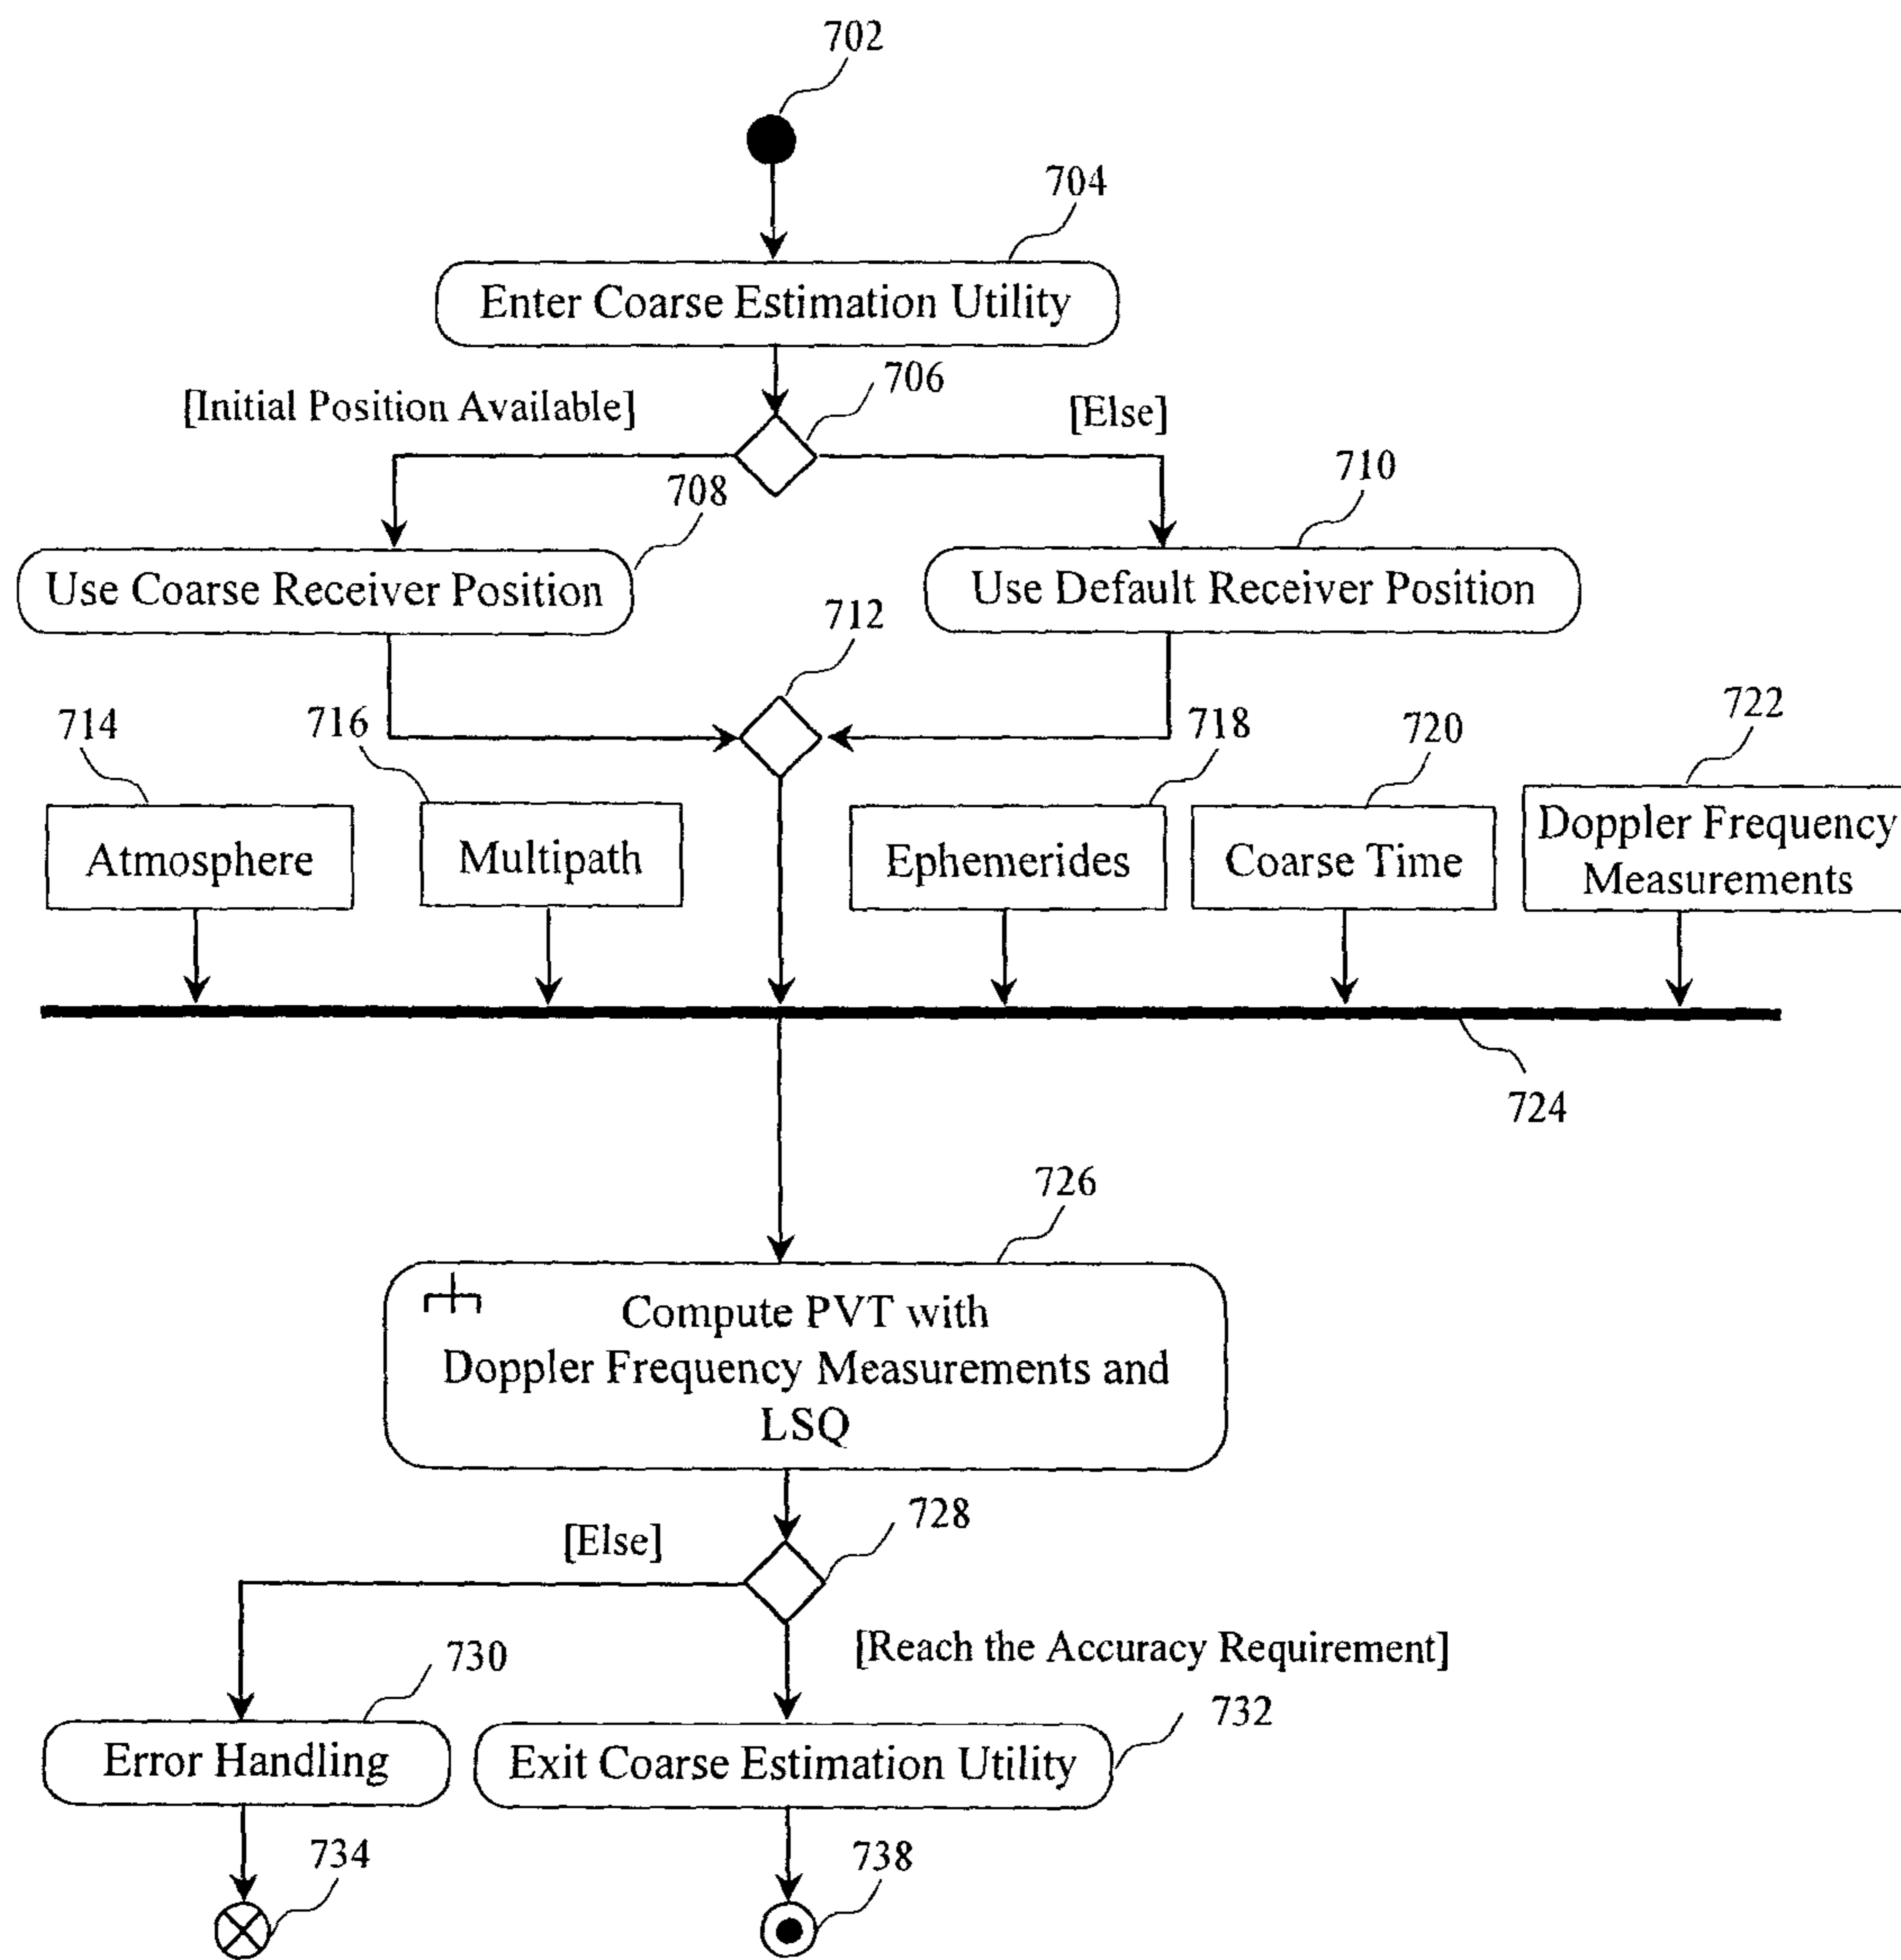 702
704
Enter Coarse Estimation Utility
706
[Initial Position Available]
[Else]
708
710
Use Coarse Receiver Position
Use Default Receiver Position
712
714
716
718
720
722
Atmosphere
Multipath
Ephemerides
Coarse Time
Doppler Frequency
Measurements
724
726
Compute PVT with
Doppler Frequency Measurements and
LSQ
728
[Else]
[Reach the Accuracy Requirement]
730
732
Error Handling
Exit Coarse Estimation Utility
734
738